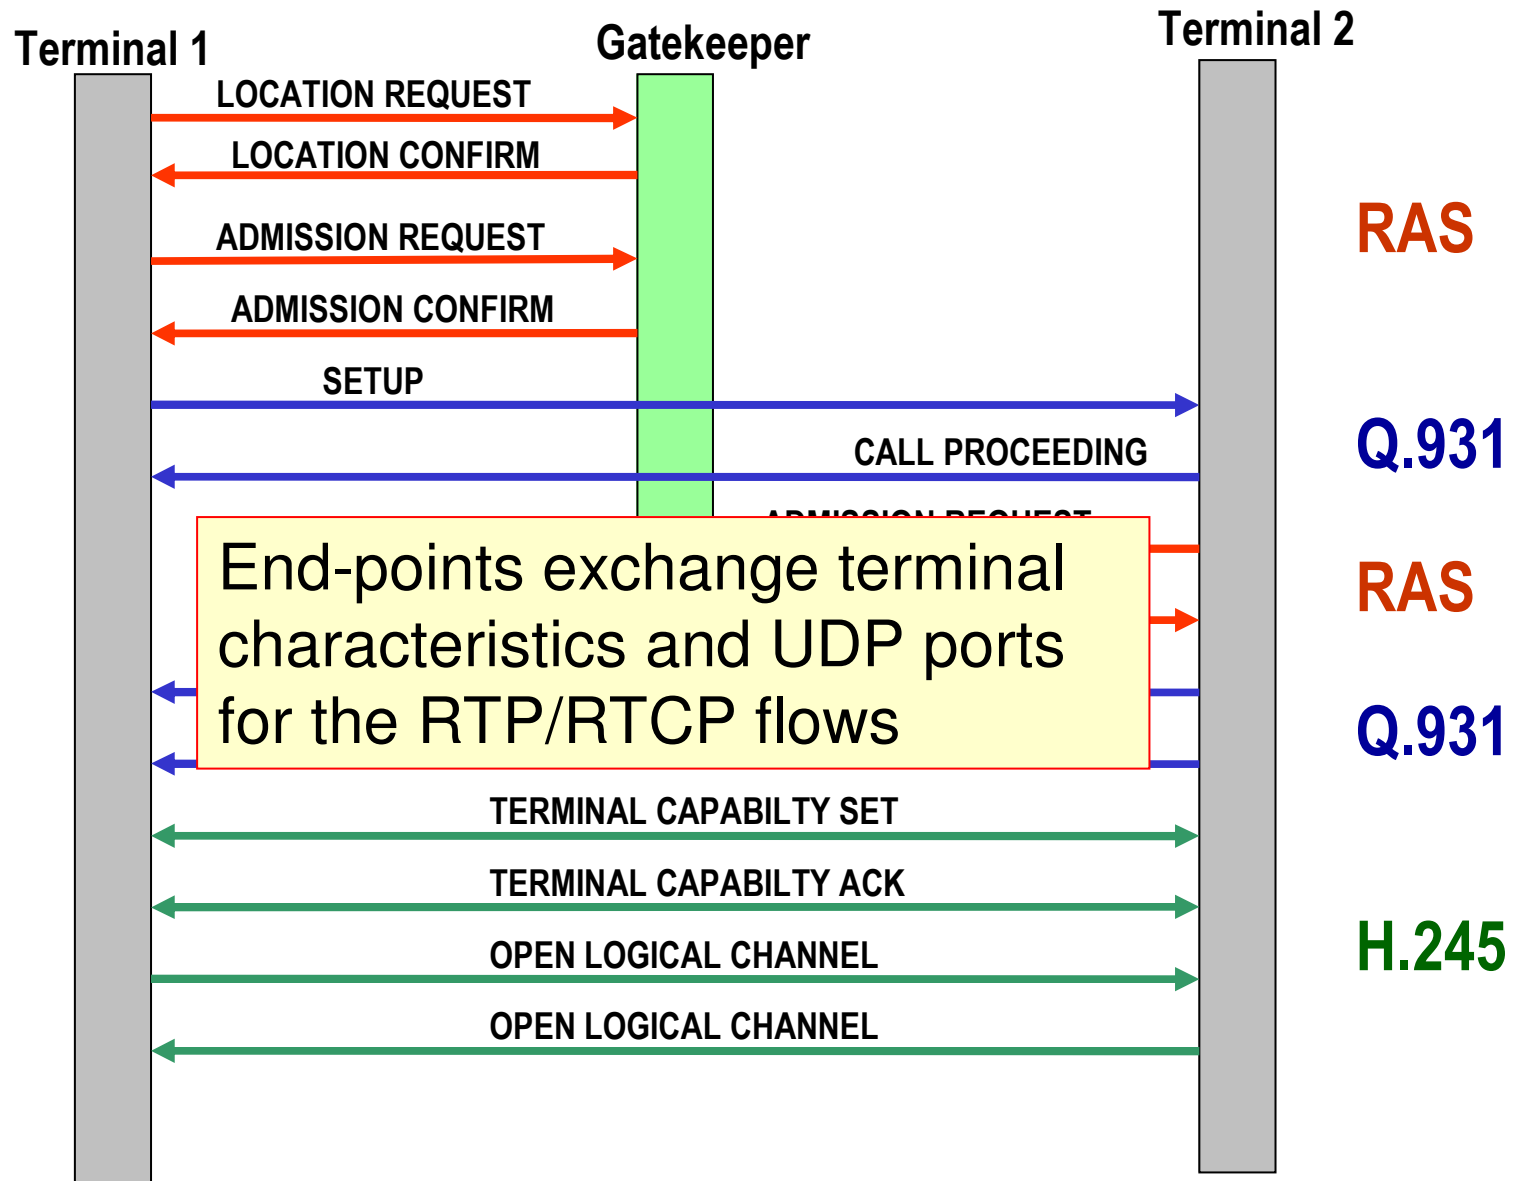 Terminal 1
Gatekeeper
Terminal 2
LOCATION REQUEST
LOCATION CONFIRM
RAS
ADMISSION REQUEST
ADMISSION CONFIRM
SETUP
Q.931
CALL PROCEEDING
ADMISSION REQUEST
End-points exchange terminal
characteristics and UDP ports
for the RTP/RTCP flows
RAS
Q.931
TERMINAL CAPABILTY SET
TERMINAL CAPABILTY ACK
H.245
OPEN LOGICAL CHANNEL
OPEN LOGICAL CHANNEL